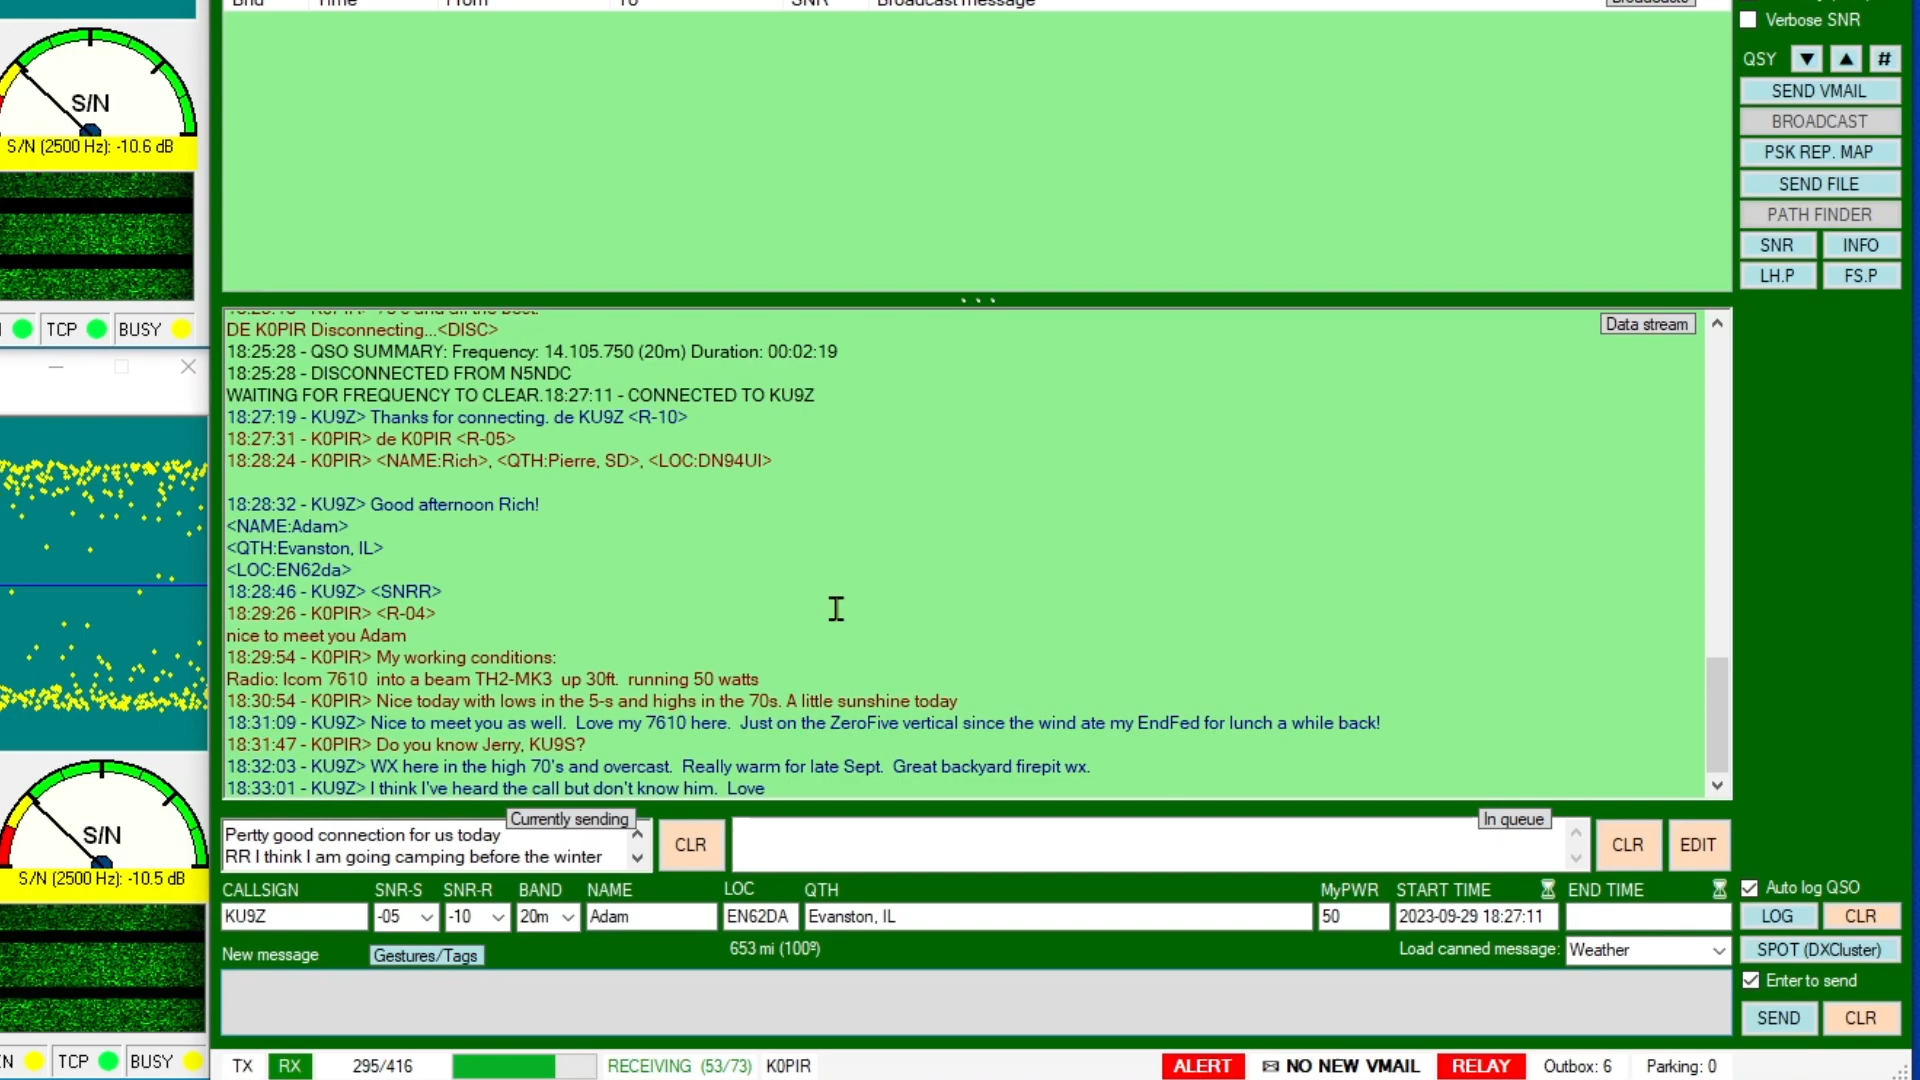 Bnd Time From To SNR Broadcast message Broadcasts
Verbose SNR
QSY ▼ ▲ #
SEND VMAIL
BROADCAST
PSK REP. MAP
SEND FILE
PATH FINDER
SNR INFO
LH.P FS.P
S/N
S/N (2500 Hz): -10.6 dB
TCP BUSY
Data stream
DE K0PIR Disconnecting...<DISC>
18:25:28 - QSO SUMMARY: Frequency: 14.105.750 (20m) Duration: 00:02:19
18:25:28 - DISCONNECTED FROM N5NDC
WAITING FOR FREQUENCY TO CLEAR.18:27:11 - CONNECTED TO KU9Z
18:27:19 - KU9Z> Thanks for connecting. de KU9Z <R-10>
18:27:31 - K0PIR> de K0PIR <R-05>
18:28:24 - K0PIR> <NAME:Rich>, <QTH:Pierre, SD>, <LOC:DN94UI>
18:28:32 - KU9Z> Good afternoon Rich!
<NAME:Adam>
<QTH:Evanston, IL>
<LOC:EN62da>
18:28:46 - KU9Z> <SNRR>
18:29:26 - K0PIR> <R-04>
nice to meet you Adam
18:29:54 - K0PIR> My working conditions:
Radio: Icom 7610 into a beam TH2-MK3 up 30ft. running 50 watts
18:30:54 - K0PIR> Nice today with lows in the 5-s and highs in the 70s. A little sunshine today
18:31:09 - KU9Z> Nice to meet you as well. Love my 7610 here. Just on the ZeroFive vertical since the wind ate my EndFed for lunch a while back!
18:31:47 - K0PIR> Do you know Jerry, KU9S?
18:32:03 - KU9Z> WX here in the high 70's and overcast. Really warm for late Sept. Great backyard firepit wx.
18:33:01 - KU9Z> I think I've heard the call but don't know him. Love
Currently sending
Pertty good connection for us today
RR I think I am going camping before the winter
CLR
In queue
CLR EDIT
S/N
S/N (2500 Hz): -10.5 dB
CALLSIGN SNR-S SNR-R BAND NAME LOC QTH MyPWR START TIME END TIME
KU9Z -05 -10 20m Adam EN62DA Evanston, IL 50 2023-09-29 18:27:11
Auto log QSO
LOG CLR
New message Gestures/Tags 653 mi (100º) Load canned message: Weather
SPOT (DXCluster)
Enter to send
SEND CLR
TCP BUSY
TX RX 295/416 RECEIVING (53/73) K0PIR ALERT NO NEW VMAIL RELAY Outbox: 6 Parking: 0